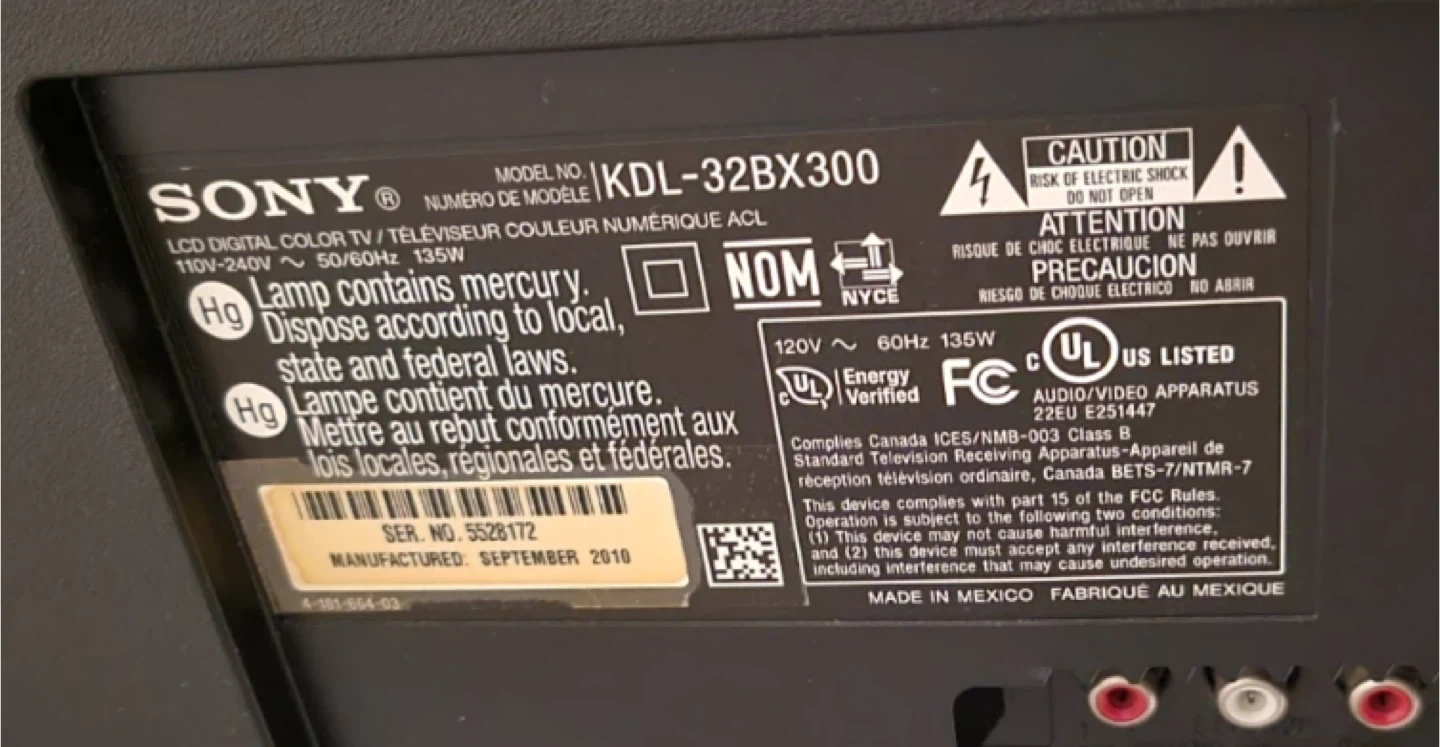 SONY®
MODEL NO.
NUMÉRO DE MODÈLE
KDL-32BX300
LCD DIGITAL COLOR TV / TÉLÉVISEUR COULEUR NUMÉRIQUE ACL
110V-240V ~ 50/60Hz 135W
Hg
Lamp contains mercury.
Dispose according to local,
state and federal laws.
Hg
Lampe contient du mercure.
Mettre au rebut conformément aux
lois locales, régionales et fédérales.
NOM
NYCE
CAUTION
RISK OF ELECTRIC SHOCK
DO NOT OPEN
ATTENTION
RISQUE DE CHOC ELECTRIQUE NE PAS OUVRIR
PRECAUCION
RIESGO DE CHOQUE ELECTRICO NO ABRIR
120V ~ 60Hz 135W
c UL
Energy
Verified
FC
c UL US LISTED
AUDIO/VIDEO APPARATUS
22EU E251447
Complies Canada ICES/NMB-003 Class B
Standard Television Receiving Apparatus-Appareil de
réception télévision ordinaire, Canada BETS-7/NTMR-7
This device complies with part 15 of the FCC Rules.
Operation is subject to the following two conditions:
(1) This device may not cause harmful interference,
and (2) this device must accept any interference received,
including interference that may cause undesired operation.
SER. NO. 5528172
MANUFACTURED: SEPTEMBER 2010
4-181-664-03
MADE IN MEXICO FABRIQUÉ AU MEXIQUE